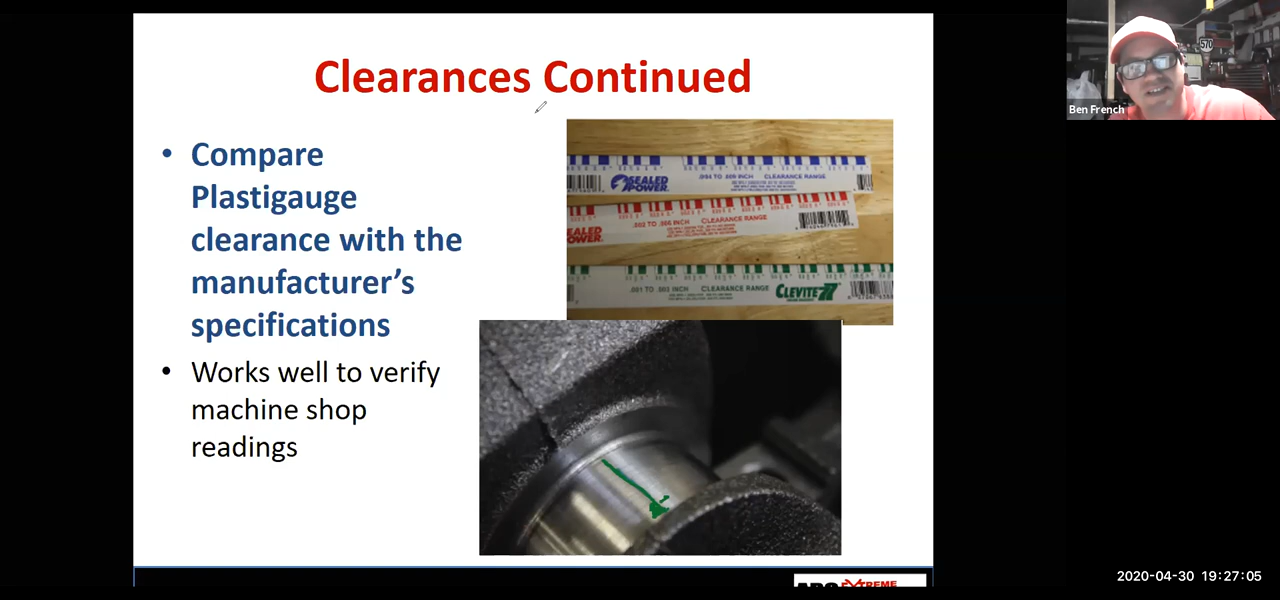 Clearances Continued
• Compare
Plastigauge
clearance with the
manufacturer's
specifications
• Works well to verify
machine shop
readings
SEALED
POWER
.004 TO .009 INCH CLEARANCE RANGE
.002 TO .006 INCH CLEARANCE RANGE
SEALED
POWER
.001 TO .003 INCH CLEARANCE RANGE
CLEVITE 77
570
Ben French
2020-04-30 19:27:05